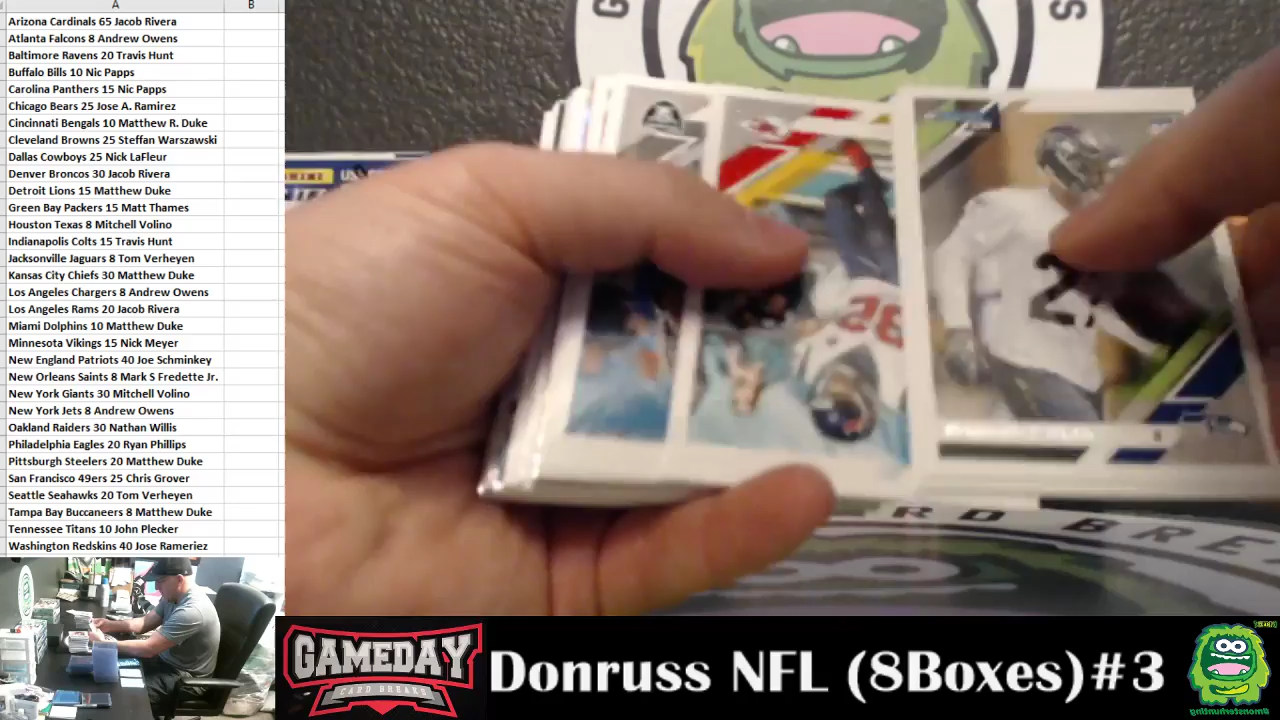 A B
Arizona Cardinals 65 Jacob Rivera
Atlanta Falcons 8 Andrew Owens
Baltimore Ravens 20 Travis Hunt
Buffalo Bills 10 Nic Papps
Carolina Panthers 15 Nic Papps
Chicago Bears 25 Jose A. Ramirez
Cincinnati Bengals 10 Matthew R. Duke
Cleveland Browns 25 Steffan Warszawski
Dallas Cowboys 25 Nick LaFleur
Denver Broncos 30 Jacob Rivera
Detroit Lions 15 Matthew Duke
Green Bay Packers 15 Matt Thames
Houston Texas 8 Mitchell Volino
Indianapolis Colts 15 Travis Hunt
Jacksonville Jaguars 8 Tom Verheyen
Kansas City Chiefs 30 Matthew Duke
Los Angeles Chargers 8 Andrew Owens
Los Angeles Rams 20 Jacob Rivera
Miami Dolphins 10 Matthew Duke
Minnesota Vikings 15 Nick Meyer
New England Patriots 40 Joe Schminkey
New Orleans Saints 8 Mark S Fredette Jr.
New York Giants 30 Mitchell Volino
New York Jets 8 Andrew Owens
Oakland Raiders 30 Nathan Willis
Philadelphia Eagles 20 Ryan Phillips
Pittsburgh Steelers 20 Matthew Duke
San Francisco 49ers 25 Chris Grover
Seattle Seahawks 20 Tom Verheyen
Tampa Bay Buccaneers 8 Matthew Duke
Tennessee Titans 10 John Plecker
Washington Redskins 40 Jose Rameriez
28
RD BRE
GAMEDAY
CARD BREAKS
Donruss NFL (8Boxes)#3
#monsterhunting